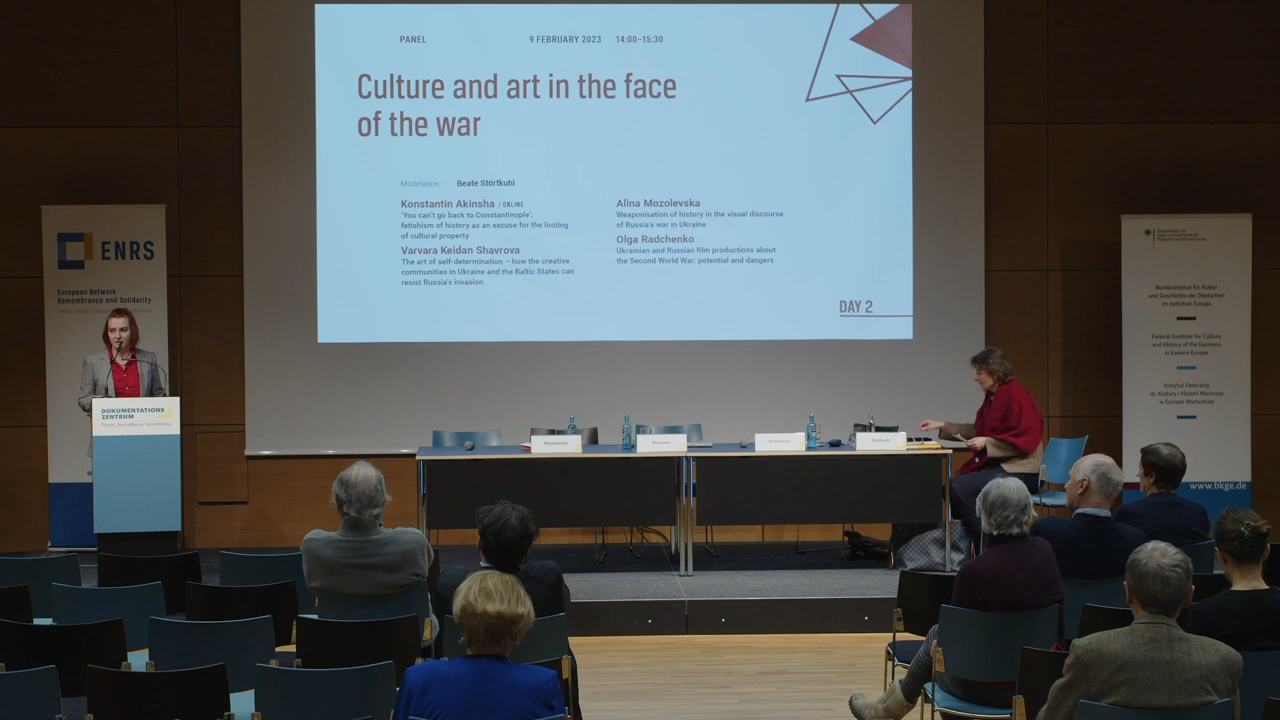 PANEL 9 FEBRUARY 2023 14:00–15:30
Culture and art in the face
of the war
Moderation: Beate Störtkuhl
Konstantin Akinsha / ONLINE
'You can't go back to Constantinople':
fetishism of history as an excuse for the looting
of cultural property
Varvara Keidan Shavrova
The art of self-determination – how the creative
communities in Ukraine and the Baltic States can
resist Russia's invasion
Alina Mozolevska
Weaponisation of history in the visual discourse
of Russia's war in Ukraine
Olga Radchenko
Ukrainian and Russian film productions about
the Second World War: potential and dangers
DAY 2
ENRS
European Network
Remembrance and Solidarity
DOKUMENTATIONS
ZENTRUM
Flucht, Vertreibung, Versöhnung
Bundesinstitut für Kultur
und Geschichte der Deutschen
im östlichen Europa
Federal Institute for Culture
and History of the Germans
in Eastern Europe
Instytut Federalny
ds. Kultury i Historii Niemców
w Europie Wschodniej
www.bkge.de